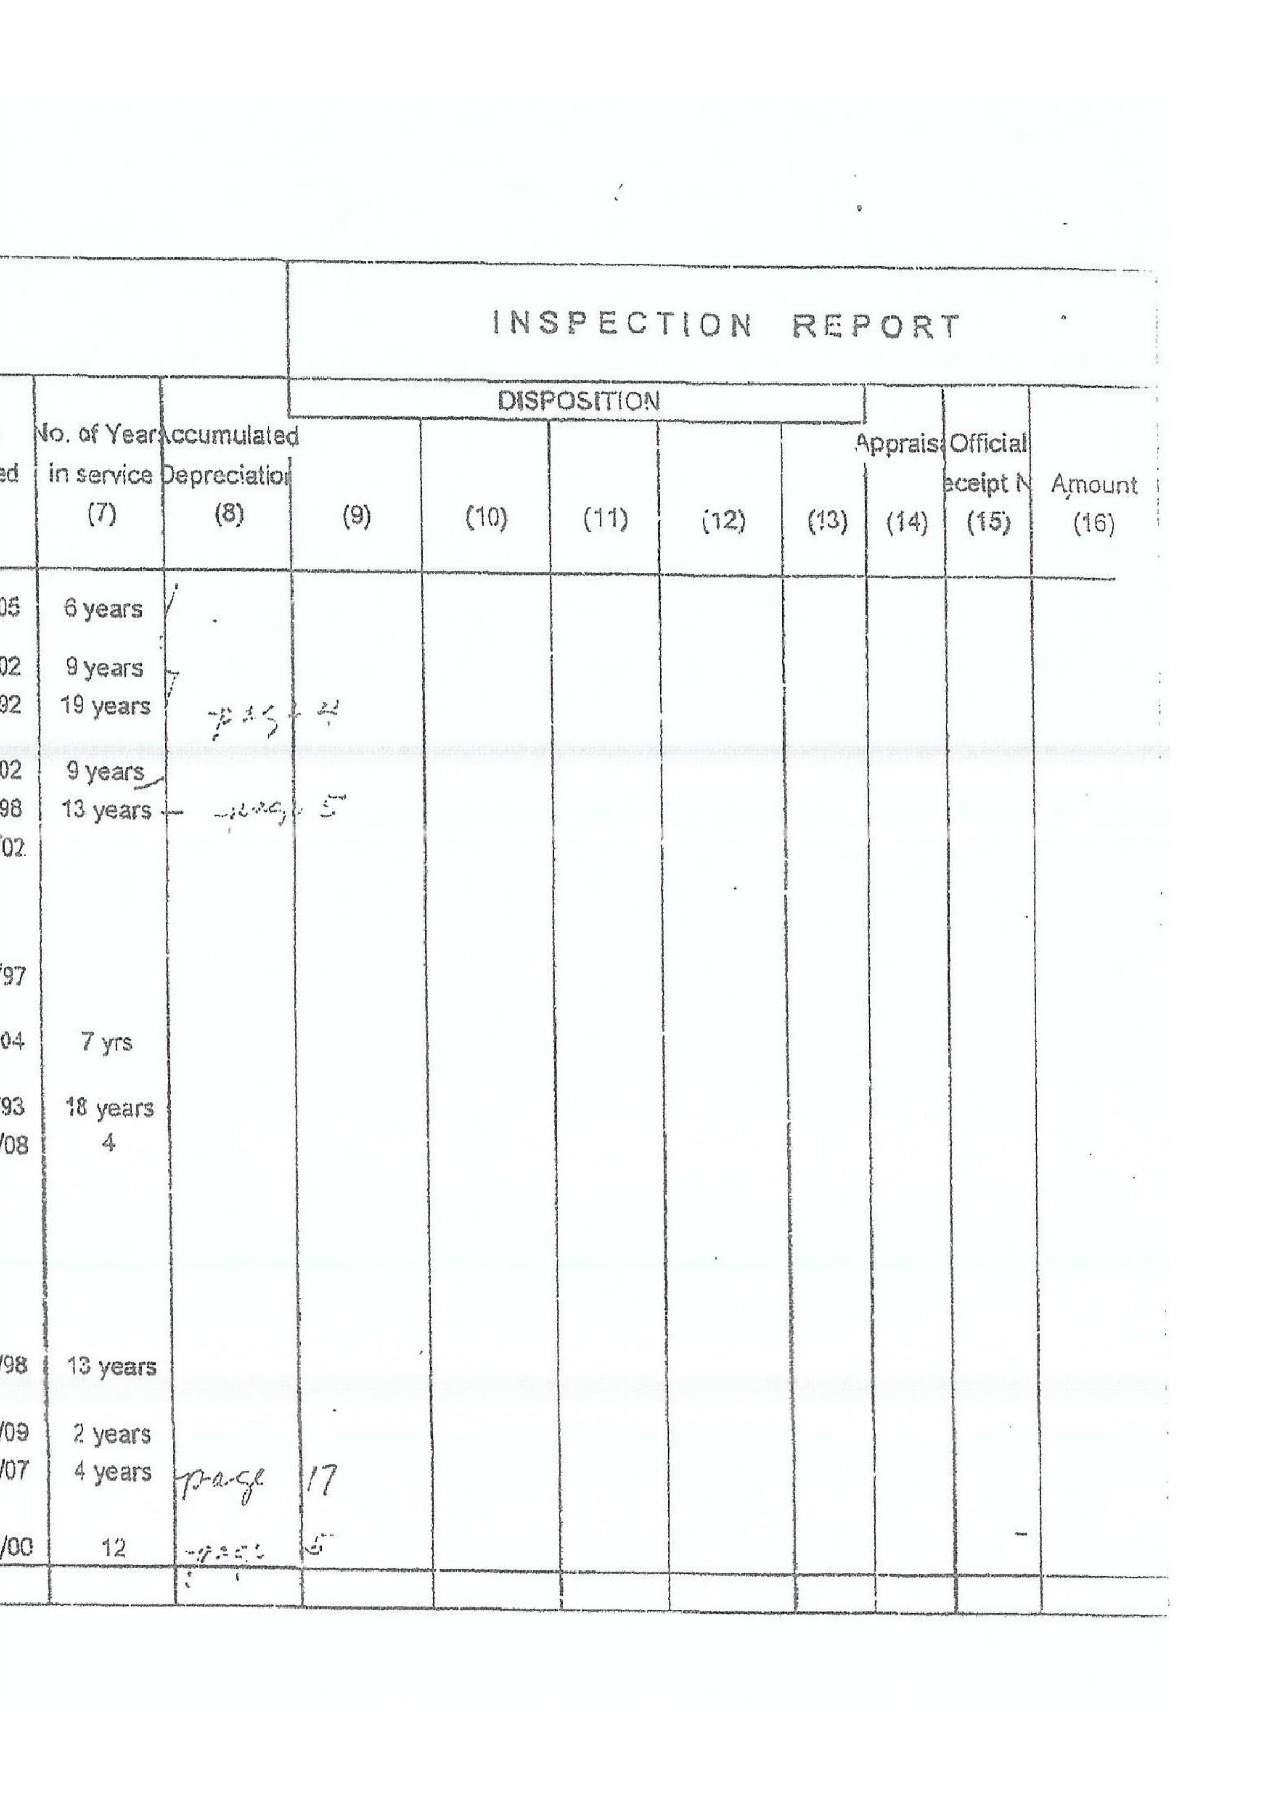 INSPECTION REPORT
DISPOSITION
No. of Years Accumulated Appraisa Official
ed in service Depreciation eceipt N Amount
(7) (8) (9) (10) (11) (12) (13) (14) (15) (16)
05 6 years
02 9 years
92 19 years page 4
02 9 years
98 13 years page 5
/02
/97
04 7 yrs
/93 18 years
/08 4
/98 13 years
/09 2 years
/07 4 years page 17
/00 12 page 5